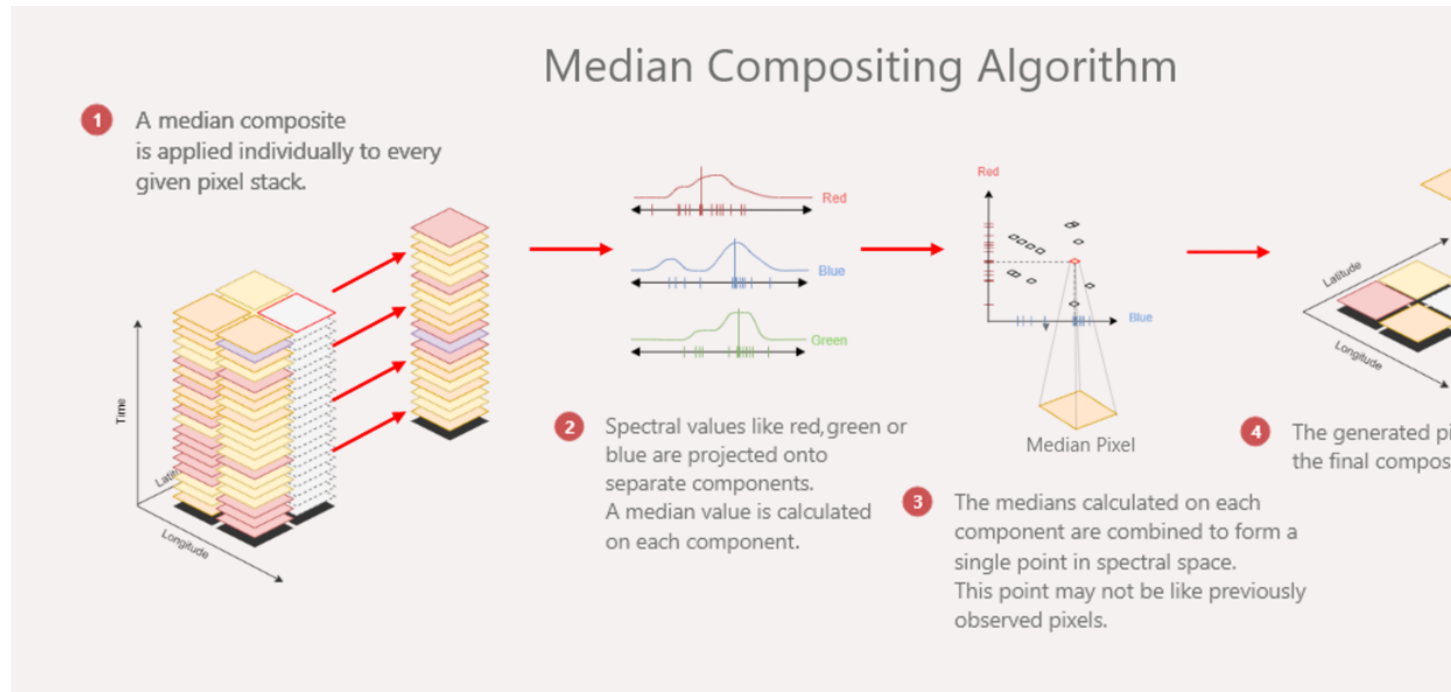 Median Compositing Algorithm
1
A median composite
is applied individually to every
given pixel stack.
Time
Longitude
Red
Blue
Green
2
Spectral values like red, green or
blue are projected onto
separate components.
A median value is calculated
on each component.
Red
Blue
Median Pixel
3
The medians calculated on each
component are combined to form a
single point in spectral space.
This point may not be like previously
observed pixels.
Latitude
Longitude
4
The generated
the final